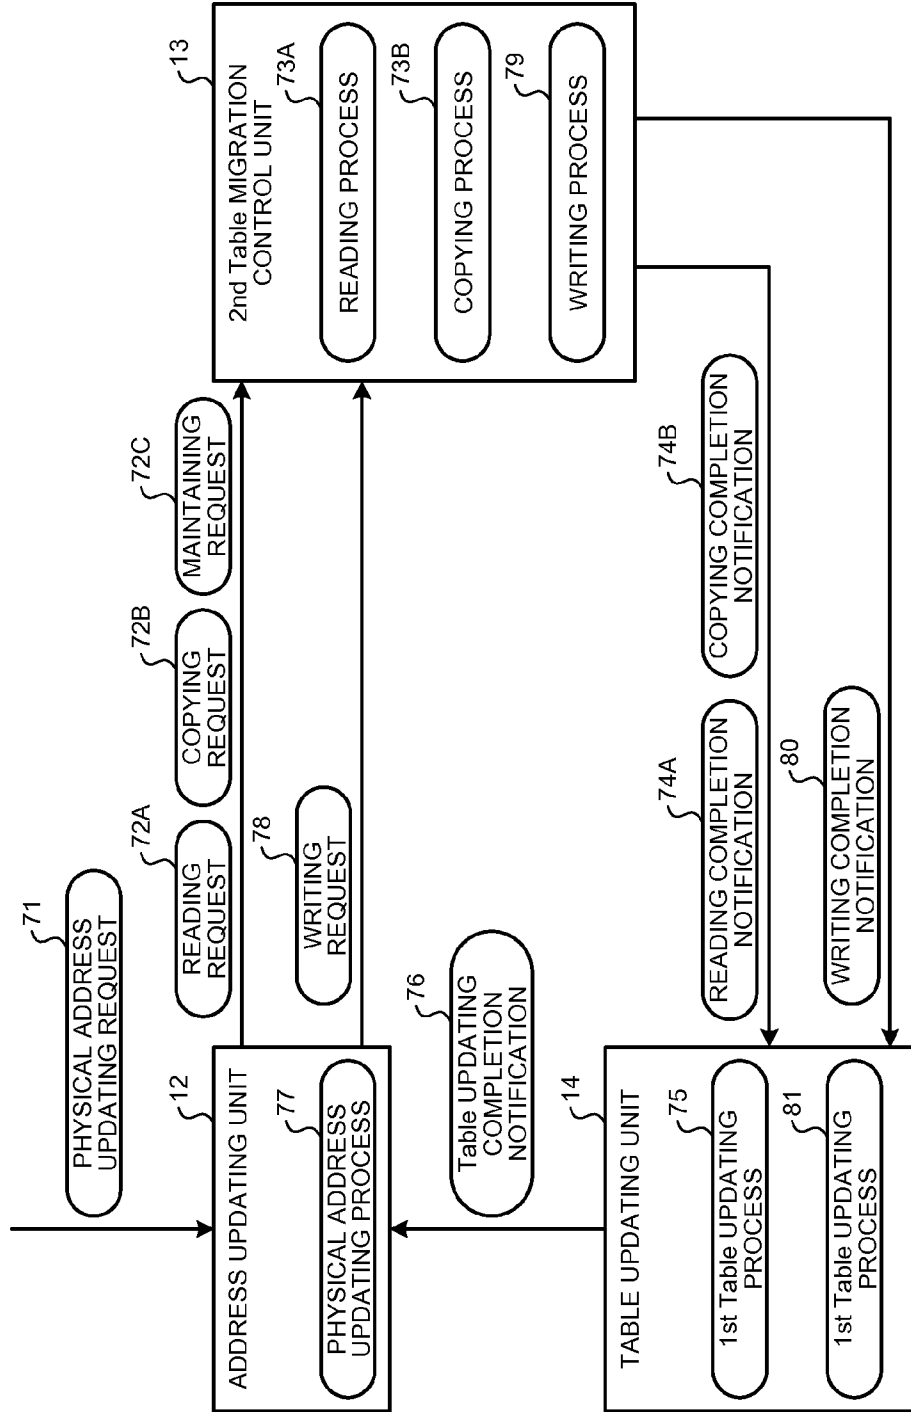 71
PHYSICAL ADDRESS
UPDATING REQUEST
12
ADDRESS UPDATING UNIT
77
PHYSICAL ADDRESS
UPDATING PROCESS
72A
READING
REQUEST
72B
COPYING
REQUEST
72C
MAINTAINING
REQUEST
78
WRITING
REQUEST
13
2nd Table MIGRATION
CONTROL UNIT
73A
READING PROCESS
73B
COPYING PROCESS
79
WRITING PROCESS
76
Table UPDATING
COMPLETION
NOTIFICATION
14
TABLE UPDATING UNIT
75
1st Table UPDATING
PROCESS
81
1st Table UPDATING
PROCESS
74A
READING COMPLETION
NOTIFICATION
74B
COPYING COMPLETION
NOTIFICATION
80
WRITING COMPLETION
NOTIFICATION